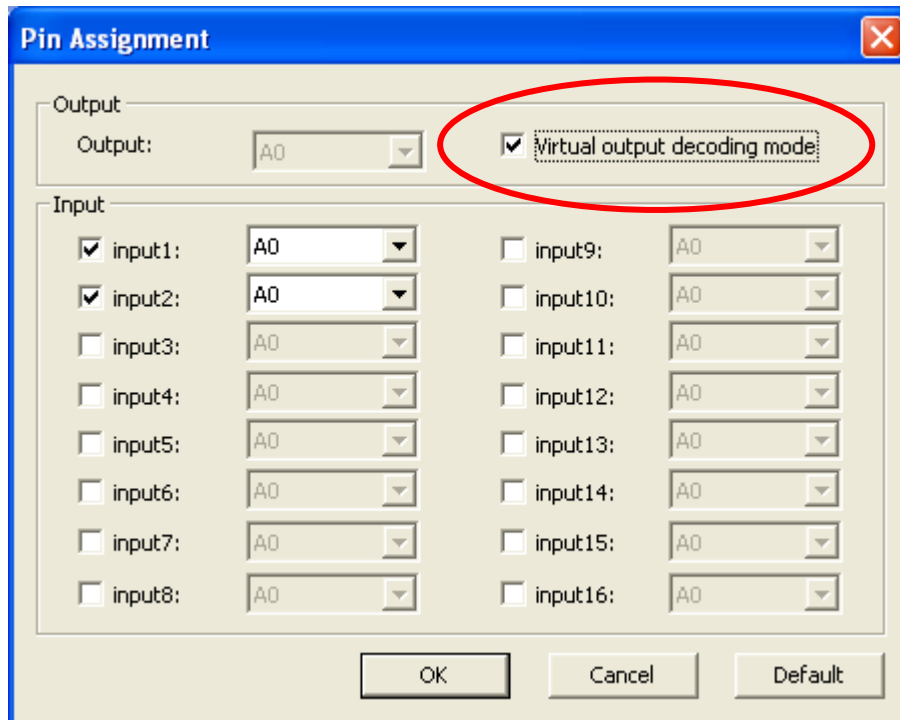 Pin Assignment
Output
Output: A0 Virtual output decoding mode
Input
input1: A0 input9: A0
input2: A0 input10: A0
input3: A0 input11: A0
input4: A0 input12: A0
input5: A0 input13: A0
input6: A0 input14: A0
input7: A0 input15: A0
input8: A0 input16: A0
OK Cancel Default